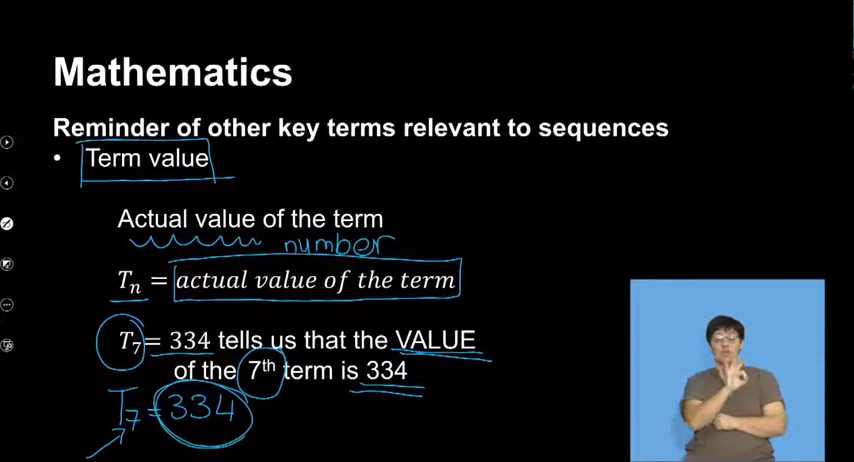 Mathematics
Reminder of other key terms relevant to sequences
• Term value
Actual value of the term
number
Tₙ = actual value of the term
T₇ = 334 tells us that the VALUE
of the 7ᵗʰ term is 334
T₇ = 334